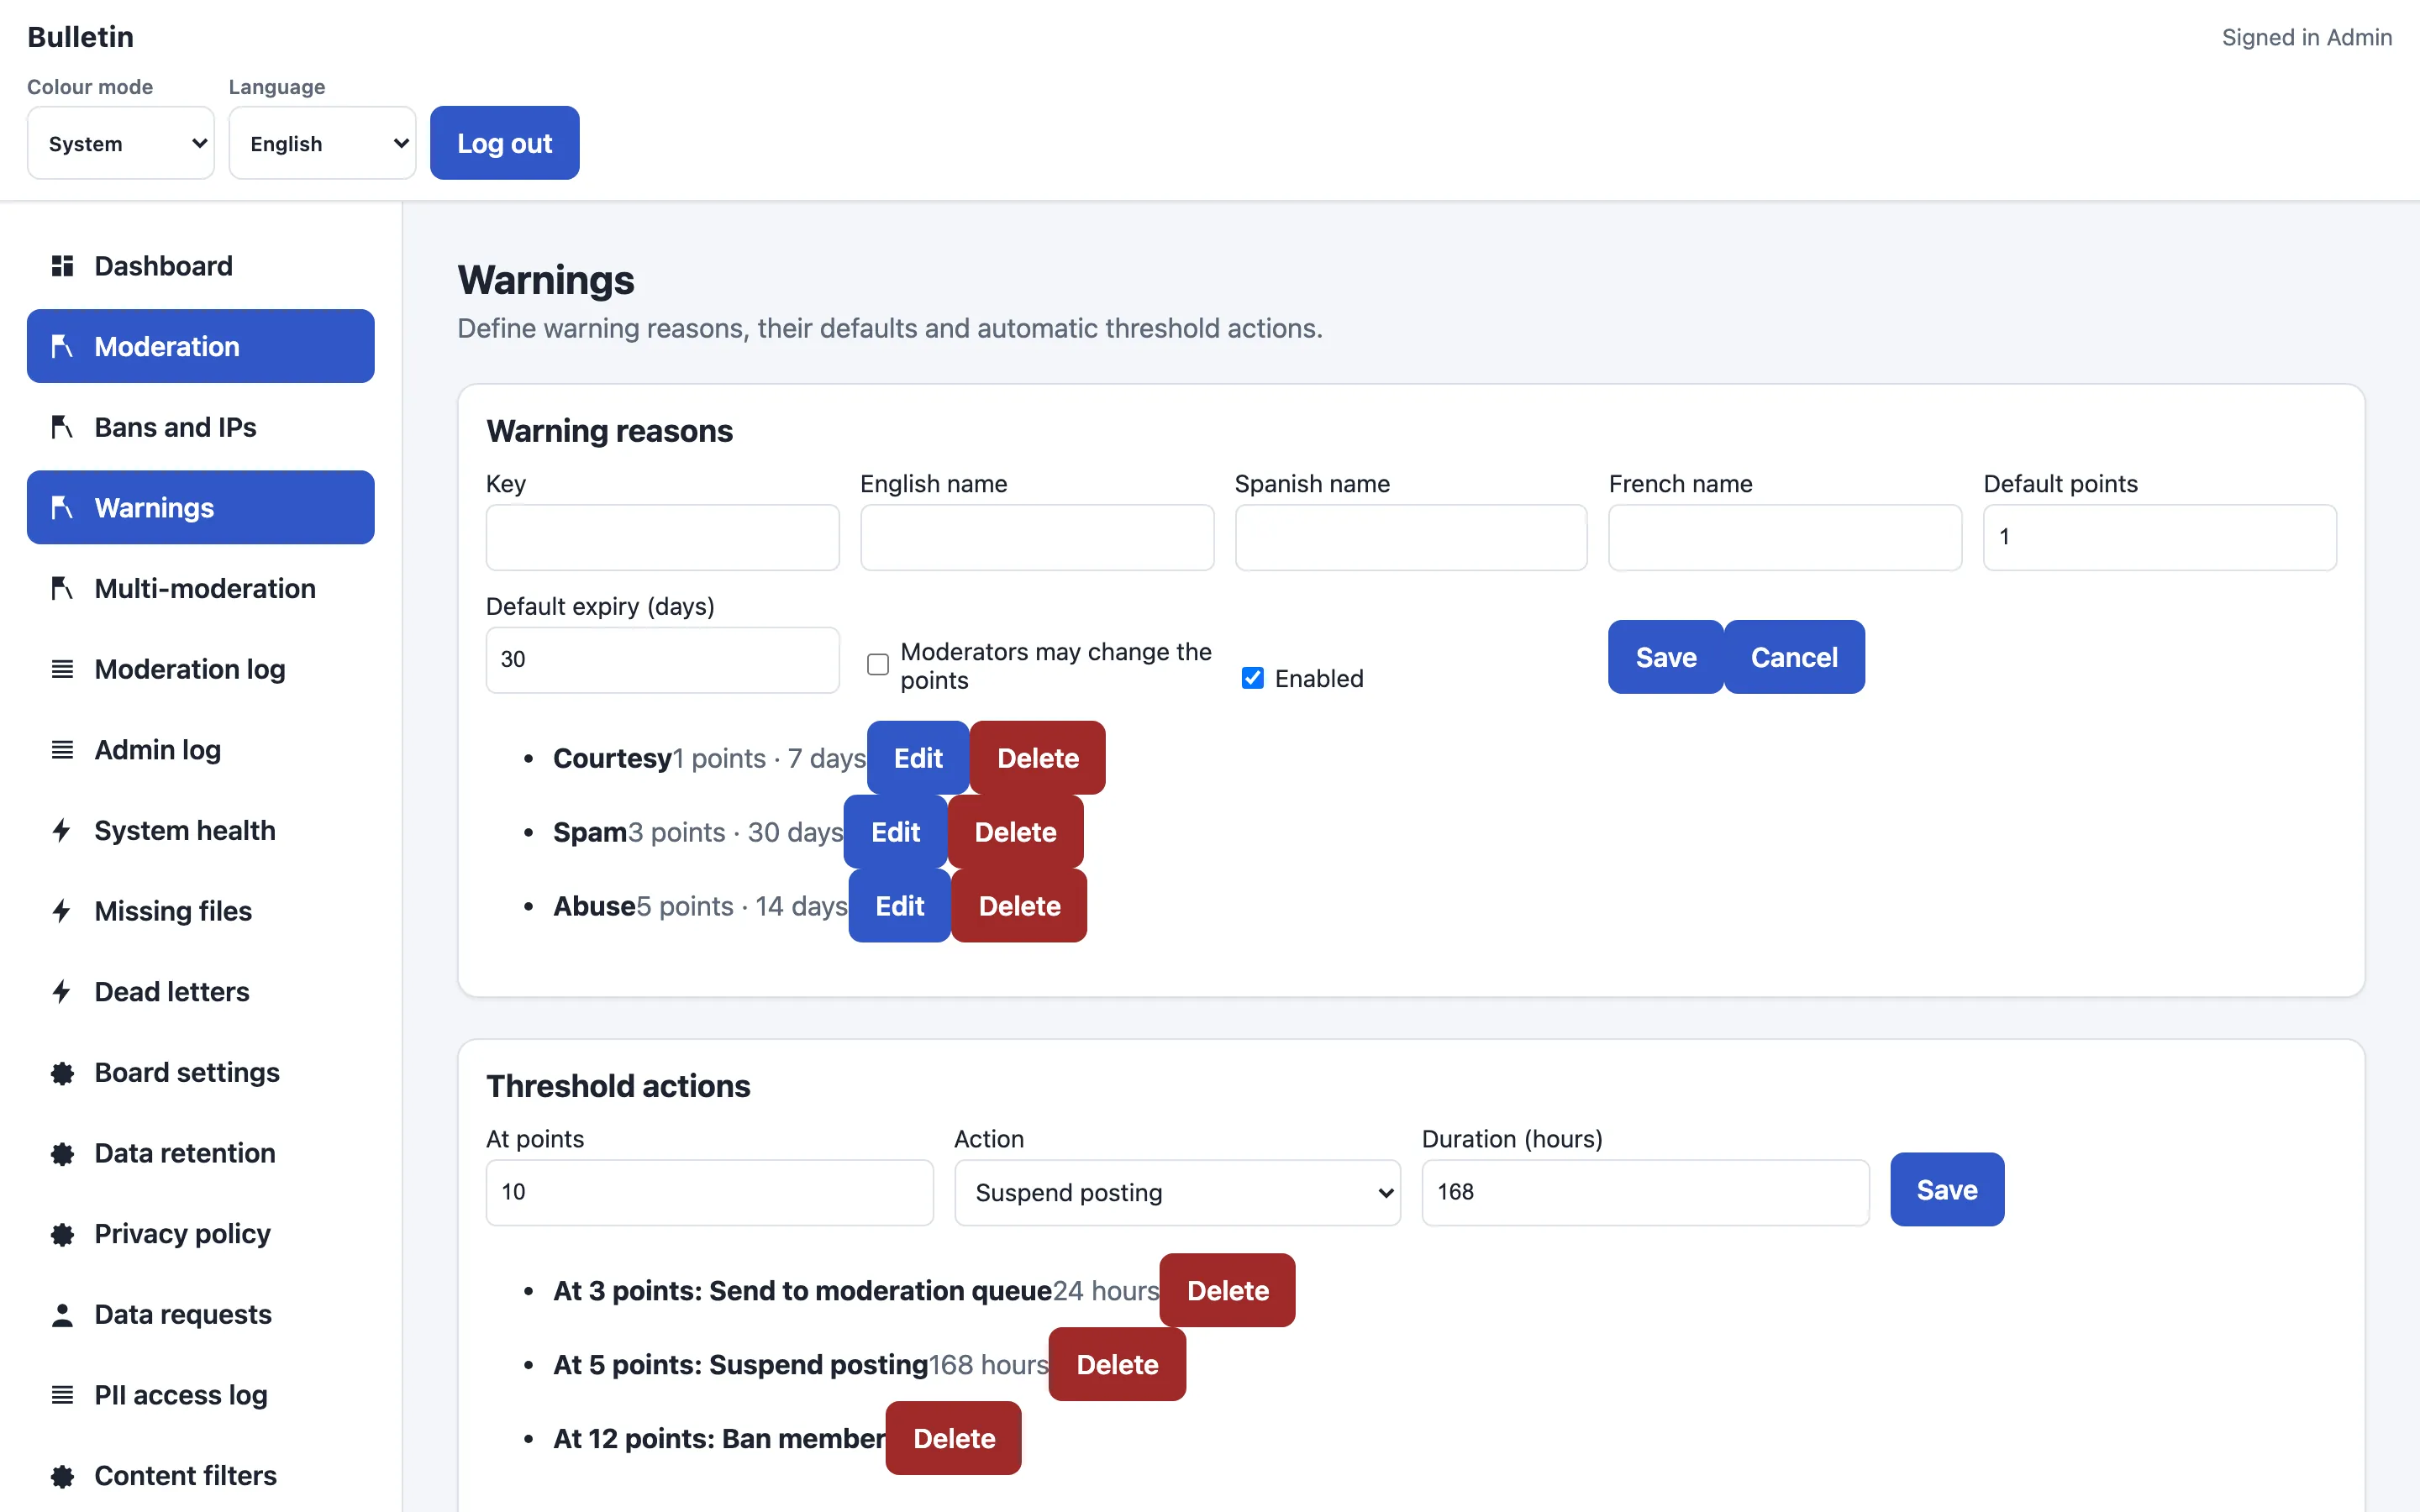 Bulletin
Signed in Admin
Colour mode
Language
System
English
Log out
Dashboard
Moderation
Bans and IPs
Warnings
Multi-moderation
Moderation log
Admin log
System health
Missing files
Dead letters
Board settings
Data retention
Privacy policy
Data requests
PII access log
Content filters
Warnings
Define warning reasons, their defaults and automatic threshold actions.
Warning reasons
Key
English name
Spanish name
French name
Default points
1
Default expiry (days)
30
Moderators may change the
points
Enabled
Save
Cancel
Courtesy1 points · 7 days Edit Delete
Spam3 points · 30 days Edit Delete
Abuse5 points · 14 days Edit Delete
Threshold actions
At points
Action
Duration (hours)
10
Suspend posting
168
Save
At 3 points: Send to moderation queue24 hours Delete
At 5 points: Suspend posting168 hours Delete
At 12 points: Ban member Delete